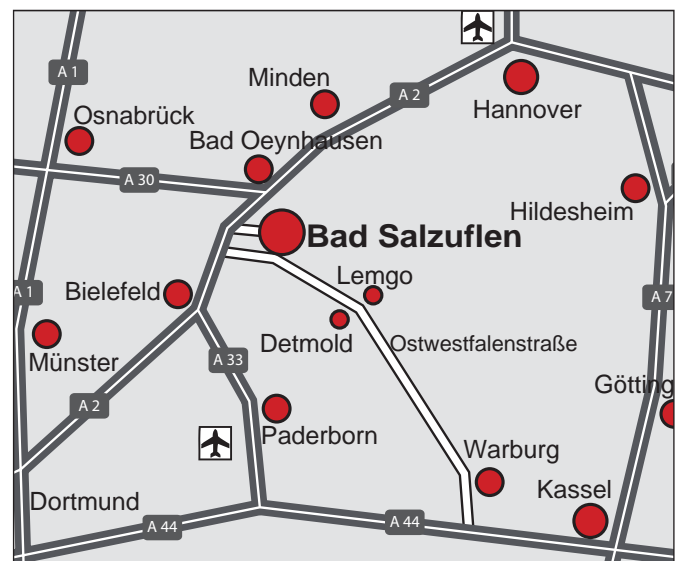 A 1
Minden
A 2
Hannover
Osnabrück
Bad Oeynhausen
A 30
Hildesheim
Bad Salzuflen
Lemgo
A 1
Bielefeld
A 7
Detmold
Ostwestfalenstraße
Münster
A 33
Götting
A 2
Paderborn
Warburg
Kassel
Dortmund
A 44
A 44